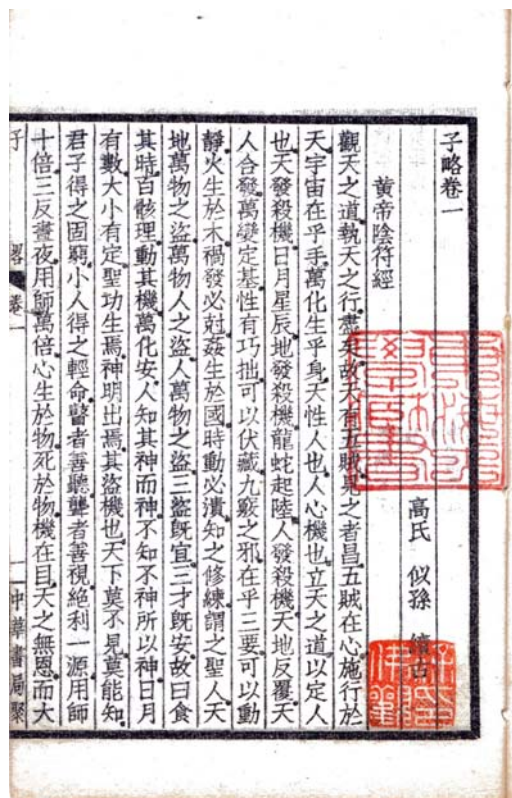 子略卷一
高氏 似孫 續古
黃帝陰符經
觀天之道執天之行盡矣故天有五賊見之者昌五賊在心施行於
天宇宙在乎手萬化生乎身天性人也人心機也立天之道以定人
也天發殺機日月星辰地發殺機龍蛇起陸人發殺機天地反覆天
人合發萬變定基性有巧拙可以伏藏九竅之邪在乎三要可以動
靜火生於木禍發必尅姦生於國時動必潰知之修練謂之聖人天
地萬物之盜萬物人之盜人萬物之盜三盜既宜三才既安故曰食
其時百骸理動其機萬化安人知其神而神不知不神所以神日月
有數大小有定聖功生焉神明出焉其盜機也天下莫不見莫能知
君子得之固窮小人得之輕命瞽者善聽聾者善視絕利一源用師
十倍三反晝夜用師萬倍心生於物死於物機在目天之無恩而大
子 略 卷一
一 中華書局聚